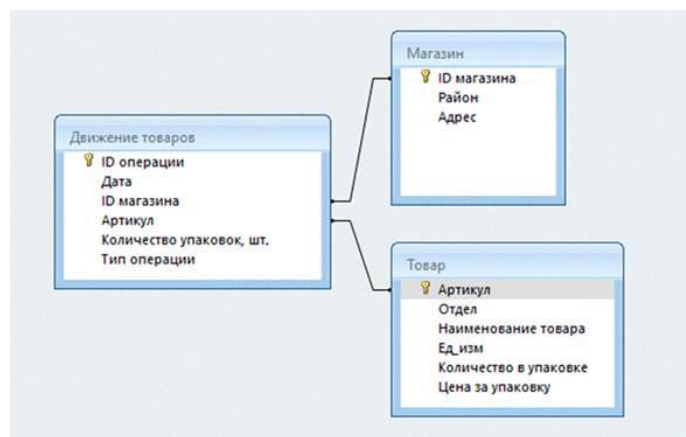 Магазин
ID магазина
Район
Адрес
Движение товаров
ID операции
Дата
ID магазина
Артикул
Количество упаковок, шт.
Тип операции
Товар
Артикул
Отдел
Наименование товара
Ед_изм
Количество в упаковке
Цена за упаковку